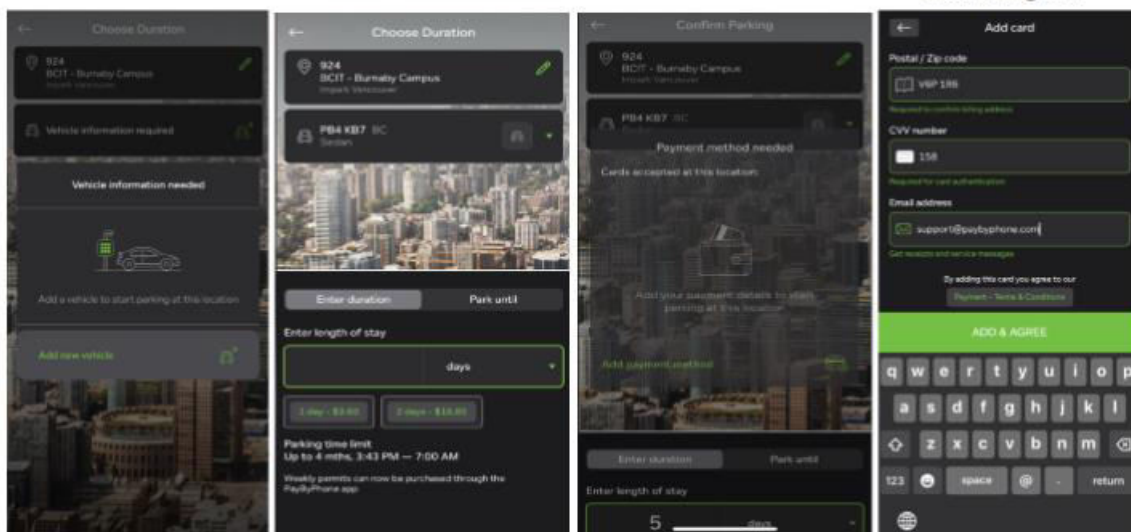 Choose Duration
924
BCIT - Burnaby Campus
Impark Vancouver
Vehicle information required
Vehicle information needed
Add a vehicle to start parking at this location
Add new vehicle
Choose Duration
924
BCIT - Burnaby Campus
Impark Vancouver
PB4 KB7 BC
Sedan
Enter duration
Park until
Enter length of stay
days
Parking time limit
Up to 4 mths, 3:43 PM — 7:00 AM
Weekly permits can now be purchased through the
PayByPhone app
Confirm Parking
924
BCIT - Burnaby Campus
Impark Vancouver
PB4 KB7 BC
Sedan
Payment method needed
Cards accepted at this location:
Add your payment details to start
parking at this location
Add payment method
Enter duration
Park until
Enter length of stay
5 days
Add card
Postal / Zip code
Required to confirm billing address
CVV number
158
Required for card authentication
Email address
support@paybyphone.com
Get receipts and service messages
By adding this card you agree to our
Payment - Terms & Conditions
ADD & AGREE
q w e r t y u i o p
a s d f g h j k l
z x c v b n m
123 space @ . return